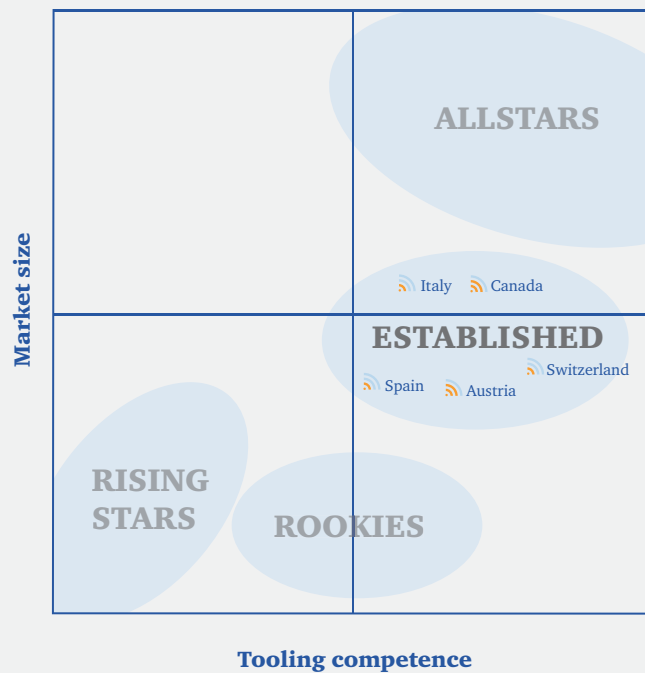 ALLSTARS
Market size
Italy
Canada
ESTABLISHED
Switzerland
Spain
Austria
RISING
STARS
ROOKIES
Tooling competence